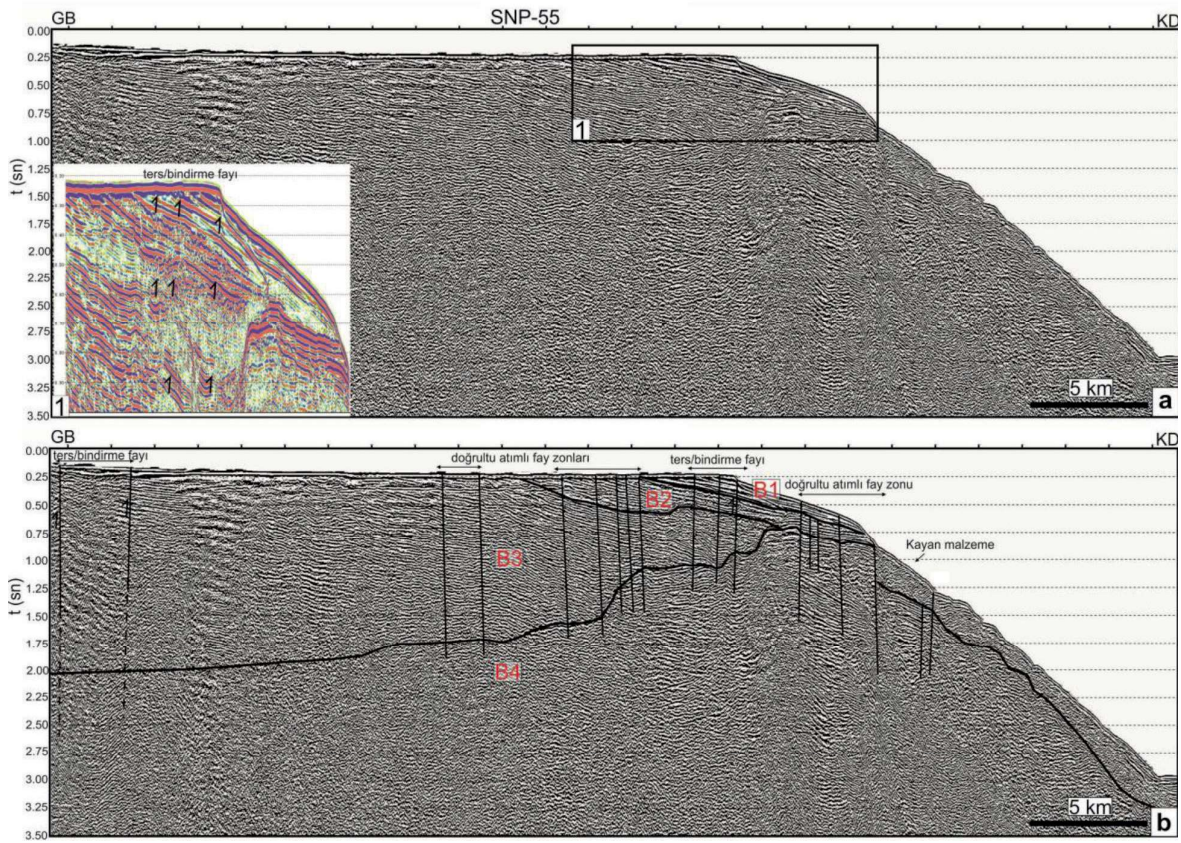 GB SNP-55 KD
t (sn)
0.00
0.25
0.50
0.75
1.00
1.25
1.50
1.75
2.00
2.25
2.50
2.75
3.00
3.25
3.50
1
ters/bindirme fayı
1
5 km
a
GB KD
t (sn)
0.00
0.25
0.50
0.75
1.00
1.25
1.50
1.75
2.00
2.25
2.50
2.75
3.00
3.25
3.50
ters/bindirme fayı
doğrultu atımlı fay zonları
ters/bindirme fayı
doğrultu atımlı fay zonu
B1
B2
B3
B4
Kayan malzeme
5 km
b